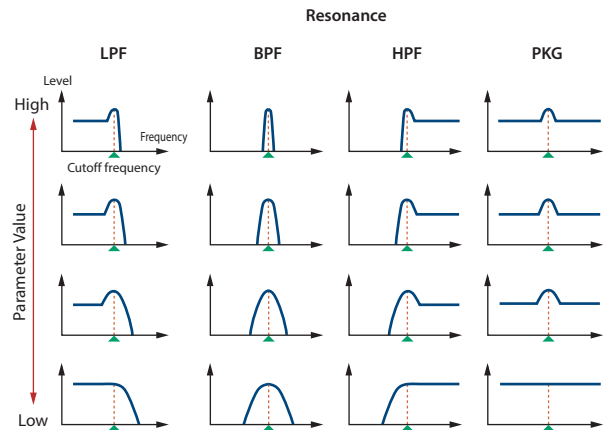 Resonance
LPF
BPF
HPF
PKG
Level
High
Frequency
Cutoff frequency
Parameter Value
Low